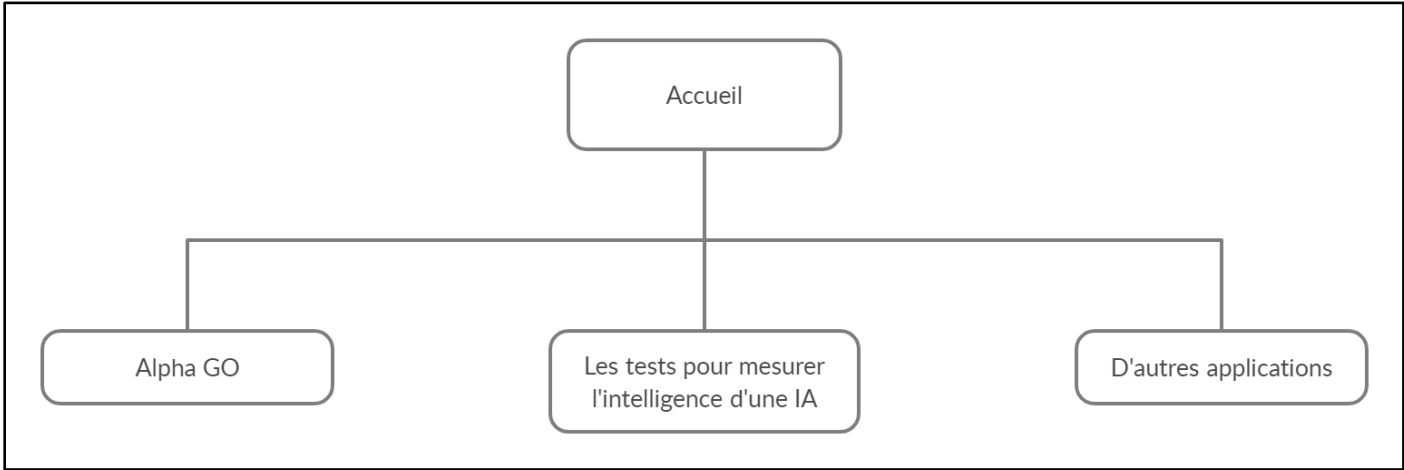 Accueil
Alpha GO
Les tests pour mesurer
l'intelligence d'une IA
D'autres applications